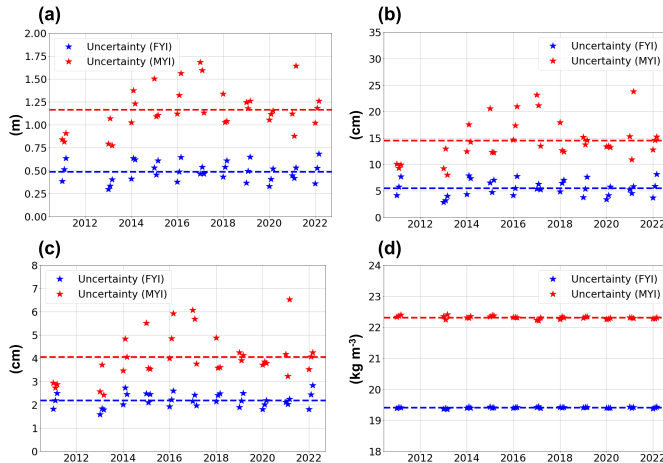 (a)
2.00
1.75
1.50
1.25
1.00
0.75
0.50
0.25
0.00
(m)
Uncertainty (FYI)
Uncertainty (MYI)
2012 2014 2016 2018 2020 2022
(b)
35
30
25
20
15
10
5
0
(cm)
Uncertainty (FYI)
Uncertainty (MYI)
2012 2014 2016 2018 2020 2022
(c)
8
7
6
5
4
3
2
1
0
(cm)
Uncertainty (FYI)
Uncertainty (MYI)
2012 2014 2016 2018 2020 2022
(d)
24
23
22
21
20
19
18
(kg m⁻³)
Uncertainty (FYI)
Uncertainty (MYI)
2012 2014 2016 2018 2020 2022